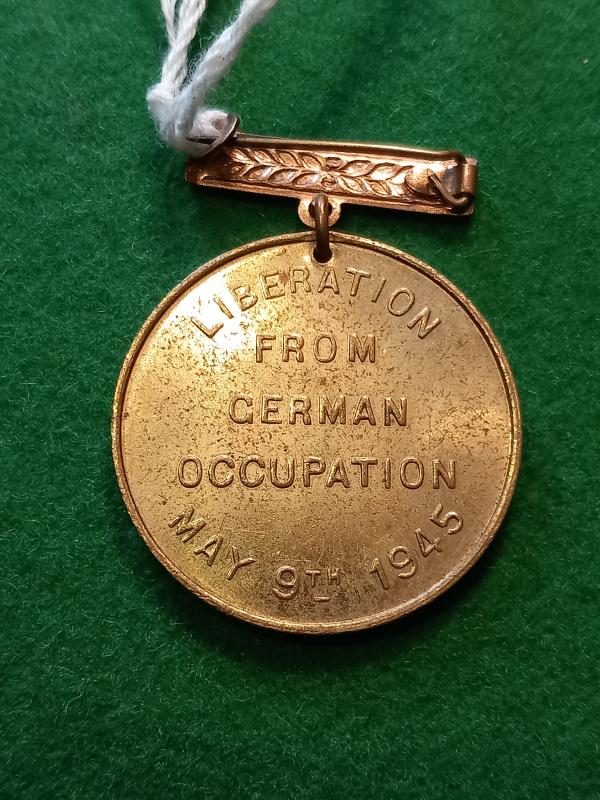 LIBERATION
FROM
GERMAN
OCCUPATION
MAY 9TH 1945